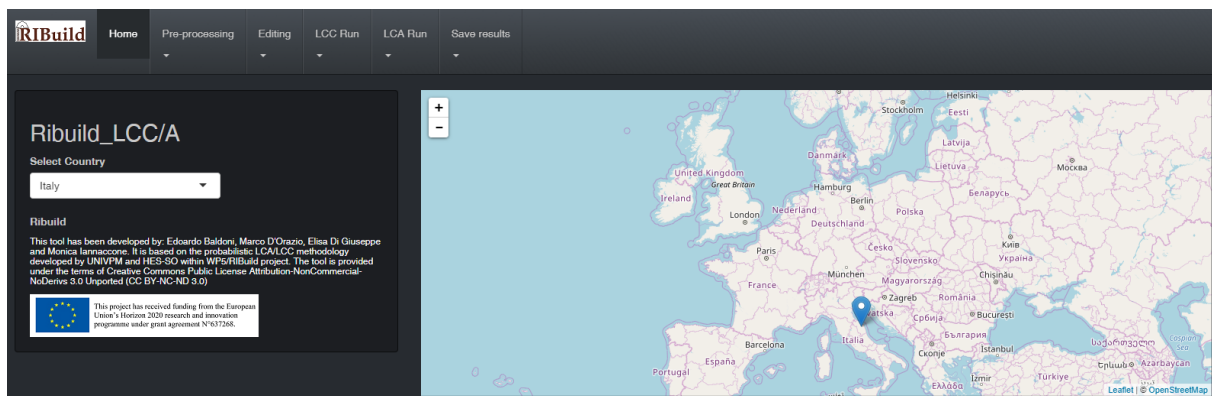 RIBuild
Home
Pre-processing
Editing
LCC Run
LCA Run
Save results
Ribuild_LCC/A
Select Country
Italy
Ribuild
This tool has been developed by: Edoardo Baldoni, Marco D'Orazio, Elisa Di Giuseppe
and Monica Iannaccone. It is based on the probabilistic LCA/LCC methodology
developed by UNIVPM and HES-SO within WP5/RIBuild project. The tool is provided
under the terms of Creative Commons Public License Attribution-NonCommercial-
NoDerivs 3.0 Unported (CC BY-NC-ND 3.0)
This project has received funding from the European
Union's Horizon 2020 research and innovation
programme under grant agreement N°637268.
+
−
Helsinki
Stockholm
Eesti
Latvija
Danmark
Lietuva
Москва
United Kingdom
Great Britain
Hamburg
Беларусь
Ireland
Berlin
London
Nederland
Polska
Deutschland
Paris
Česko
Київ
Slovensko
Україна
München
Chișinău
France
Magyarország
Zagreb
România
vatska
Србија
București
Barcelona
Italia
България
Скопје
Istanbul
საქართველო
Caspian
Sea
España
Portugal
İzmir
Türkiye
Ελλάδα
Azərbaycan
Leaflet | © OpenStreetMap